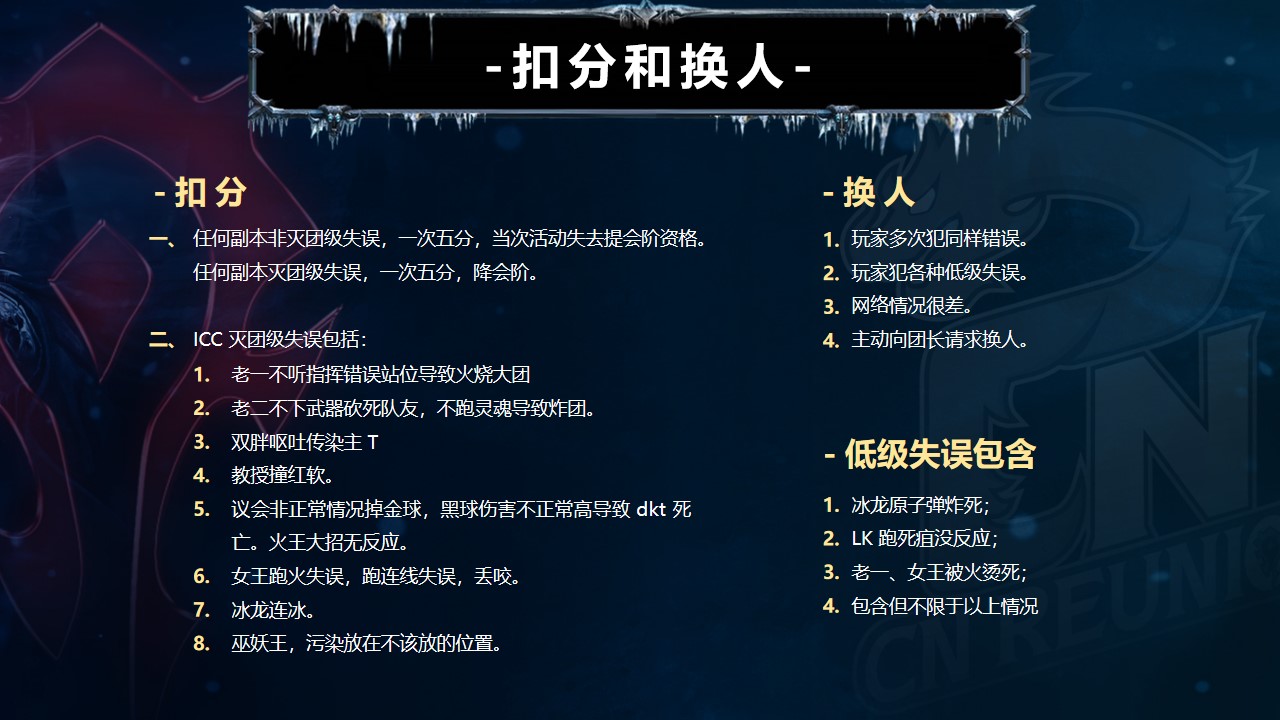 -扣分和换人-
- 扣 分
一、 任何副本非灭团级失误，一次五分，当次活动失去提会阶资格。
任何副本灭团级失误，一次五分，降会阶。
二、 ICC 灭团级失误包括：
1. 老一不听指挥错误站位导致火烧大团
2. 老二不下武器砍死队友，不跑灵魂导致炸团。
3. 双胖呕吐传染主 T
4. 教授撞红软。
5. 议会非正常情况掉金球，黑球伤害不正常高导致 dkt 死
亡。火王大招无反应。
6. 女王跑火失误，跑连线失误，丢咬。
7. 冰龙连冰。
8. 巫妖王，污染放在不该放的位置。
- 换 人
1. 玩家多次犯同样错误。
2. 玩家犯各种低级失误。
3. 网络情况很差。
4. 主动向团长请求换人。
- 低级失误包含
1. 冰龙原子弹炸死；
2. LK 跑死疽没反应；
3. 老一、女王被火烫死；
4. 包含但不限于以上情况
CN REUNIO